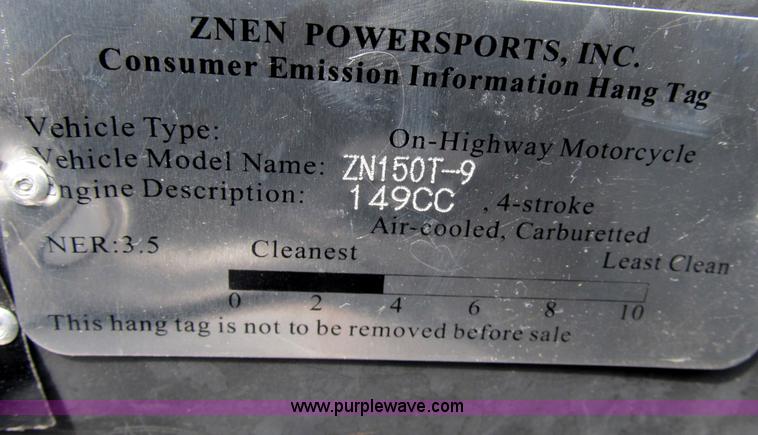 ZNEN POWERSPORTS, INC.
Consumer Emission Information Hang Tag
Vehicle Type: On-Highway Motorcycle
Vehicle Model Name: ZN150T-9
Engine Description: 149CC , 4-stroke
Air-cooled, Carburetted
NER:3.5 Cleanest Least Clean
0 2 4 6 8 10
This hang tag is not to be removed before sale
www.purplewave.com